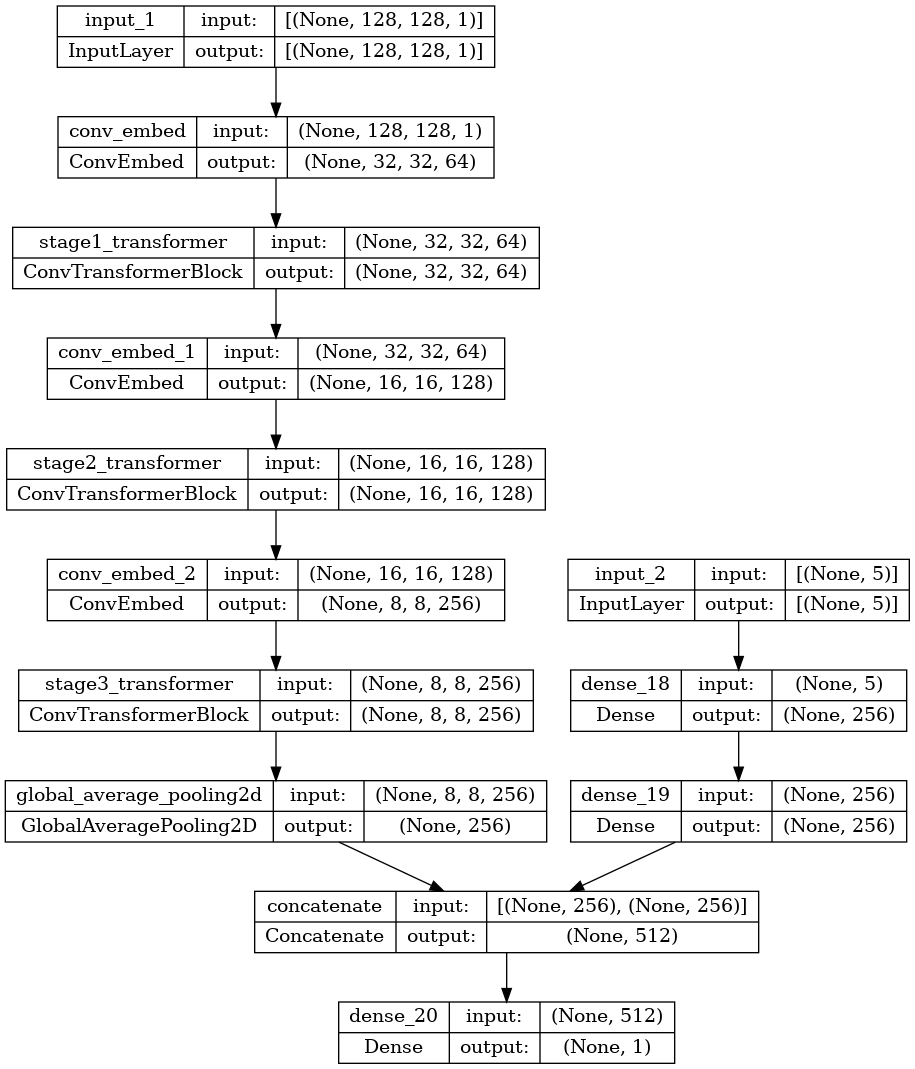 input_1 input: [(None, 128, 128, 1)]
InputLayer output: [(None, 128, 128, 1)]
conv_embed input: (None, 128, 128, 1)
ConvEmbed output: (None, 32, 32, 64)
stage1_transformer input: (None, 32, 32, 64)
ConvTransformerBlock output: (None, 32, 32, 64)
conv_embed_1 input: (None, 32, 32, 64)
ConvEmbed output: (None, 16, 16, 128)
stage2_transformer input: (None, 16, 16, 128)
ConvTransformerBlock output: (None, 16, 16, 128)
conv_embed_2 input: (None, 16, 16, 128)
ConvEmbed output: (None, 8, 8, 256)
input_2 input: [(None, 5)]
InputLayer output: [(None, 5)]
stage3_transformer input: (None, 8, 8, 256)
ConvTransformerBlock output: (None, 8, 8, 256)
dense_18 input: (None, 5)
Dense output: (None, 256)
global_average_pooling2d input: (None, 8, 8, 256)
GlobalAveragePooling2D output: (None, 256)
dense_19 input: (None, 256)
Dense output: (None, 256)
concatenate input: [(None, 256), (None, 256)]
Concatenate output: (None, 512)
dense_20 input: (None, 512)
Dense output: (None, 1)